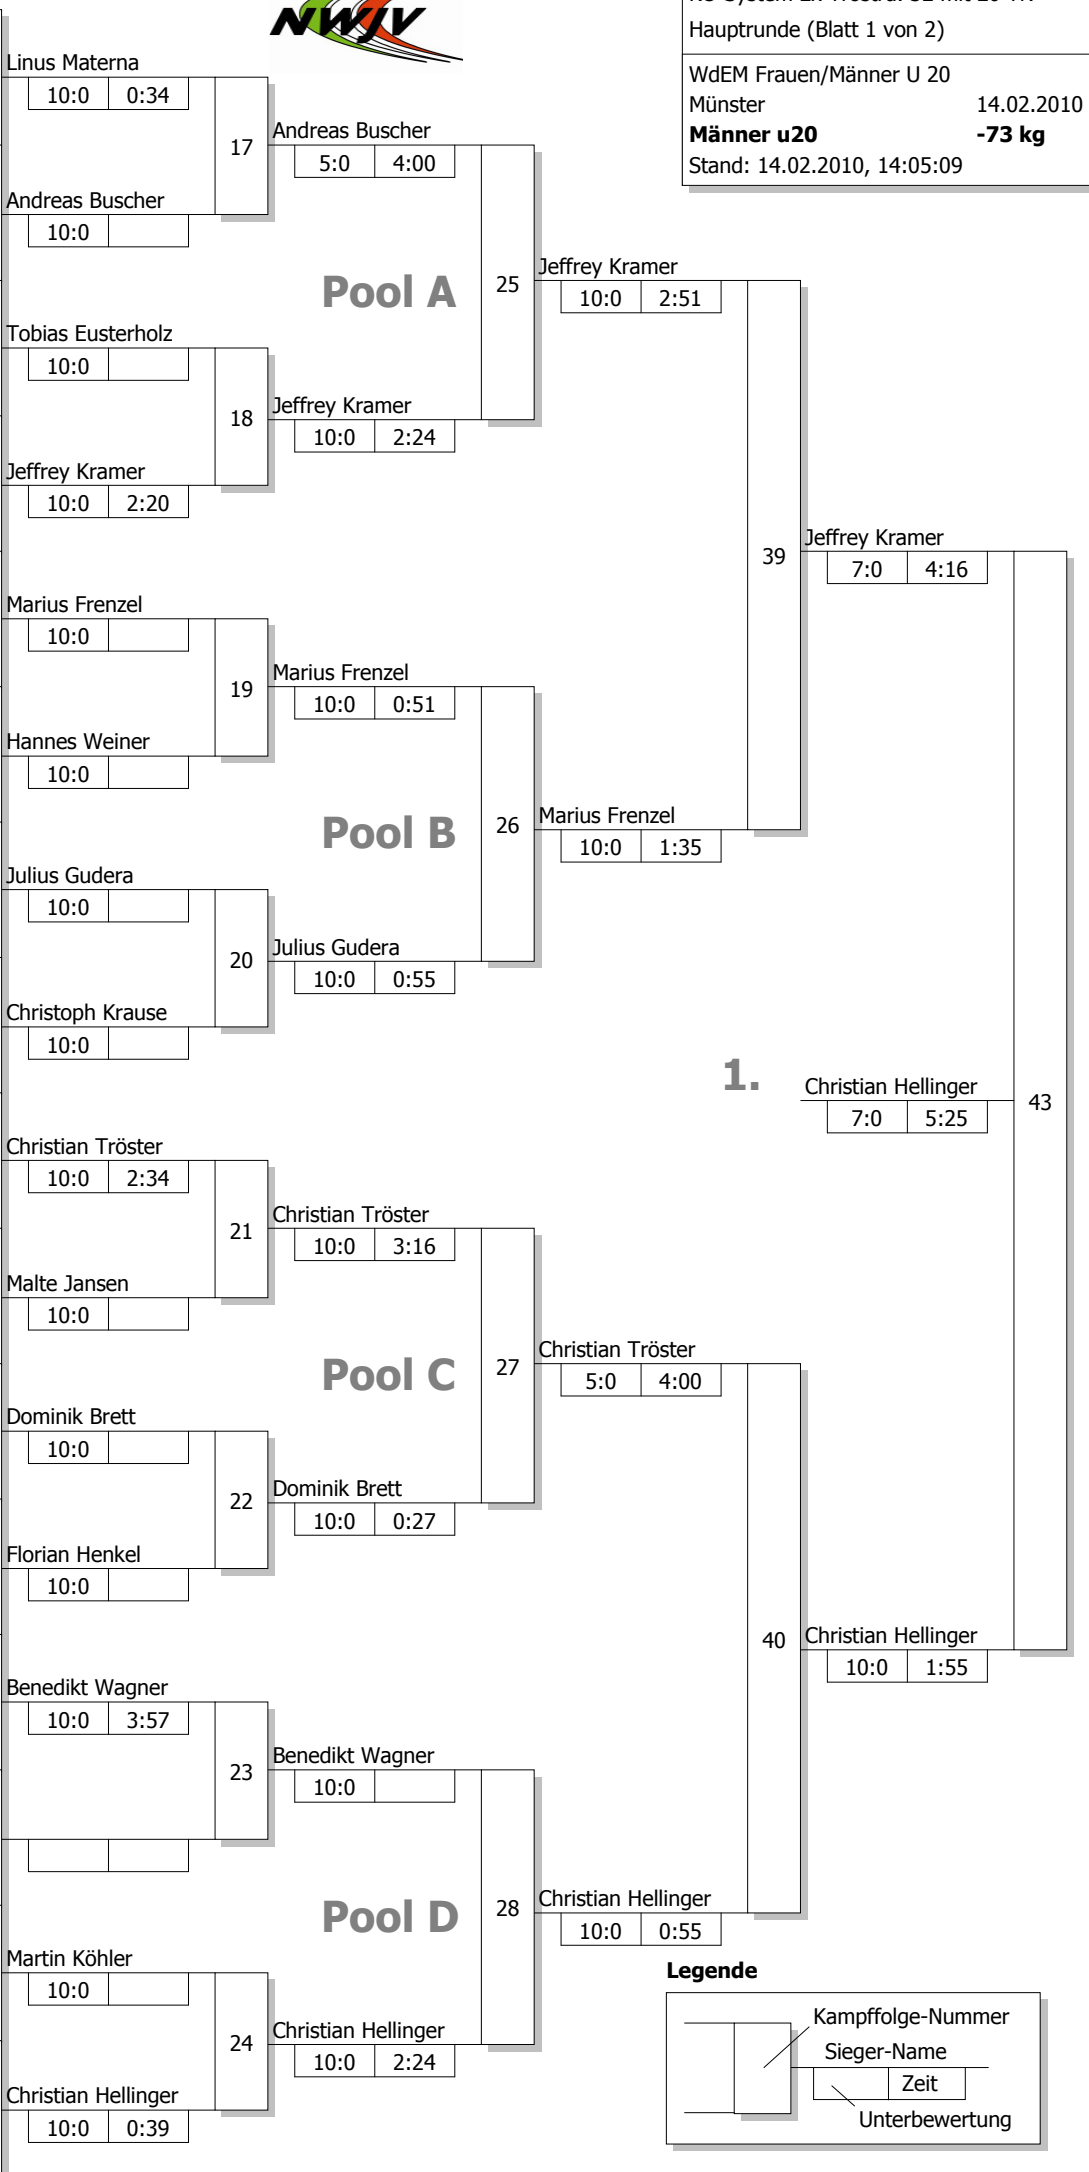 NWJV
Hauptrunde (Blatt 1 von 2)
WdEM Frauen/Männer U 20
Münster 14.02.2010
Männer u20 -73 kg
Stand: 14.02.2010, 14:05:09
Linus Materna
10:0 0:34
17
Andreas Buscher
5:0 4:00
Andreas Buscher
10:0
Pool A
25
Jeffrey Kramer
10:0 2:51
Tobias Eusterholz
10:0
18
Jeffrey Kramer
10:0 2:24
Jeffrey Kramer
10:0 2:20
39
Jeffrey Kramer
7:0 4:16
Marius Frenzel
10:0
19
Marius Frenzel
10:0 0:51
Hannes Weiner
10:0
Pool B
26
Marius Frenzel
10:0 1:35
Julius Gudera
10:0
20
Julius Gudera
10:0 0:55
Christoph Krause
10:0
1.
Christian Hellinger
7:0 5:25
43
Christian Tröster
10:0 2:34
21
Christian Tröster
10:0 3:16
Malte Jansen
10:0
Pool C
27
Christian Tröster
5:0 4:00
Dominik Brett
10:0
22
Dominik Brett
10:0 0:27
Florian Henkel
10:0
40
Christian Hellinger
10:0 1:55
Benedikt Wagner
10:0 3:57
23
Benedikt Wagner
10:0
Pool D
28
Christian Hellinger
10:0 0:55
Martin Köhler
10:0
24
Christian Hellinger
10:0 2:24
Christian Hellinger
10:0 0:39
Legende
Kampffolge-Nummer
Sieger-Name
Zeit
Unterbewertung